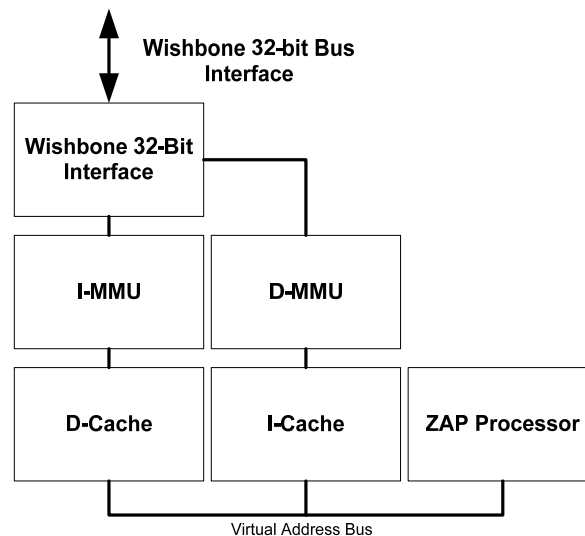 Wishbone 32-bit Bus
Interface
Wishbone 32-Bit
Interface
I-MMU
D-MMU
D-Cache
I-Cache
ZAP Processor
Virtual Address Bus